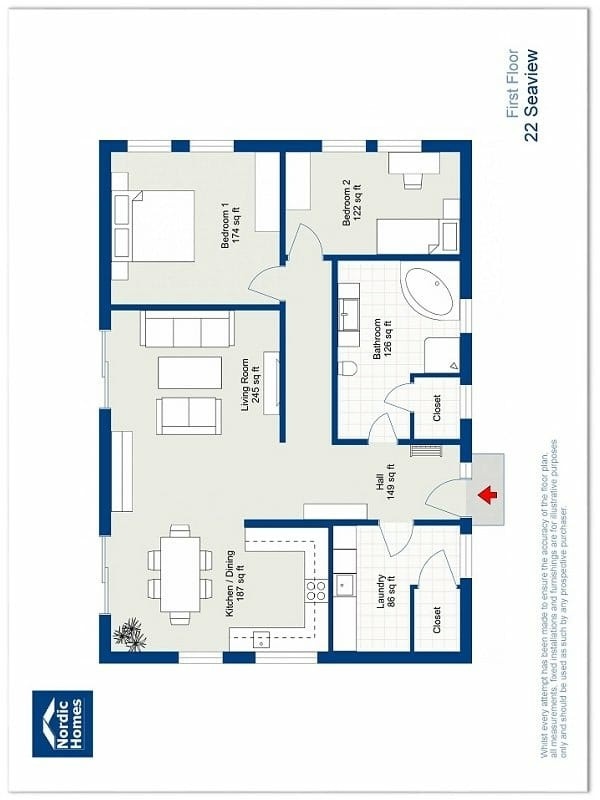 First Floor
22 Seaview
Bedroom 1
174 sq ft
Bedroom 2
122 sq ft
Living Room
245 sq ft
Bathroom
126 sq ft
Closet
Hall
149 sq ft
Kitchen / Dining
187 sq ft
Laundry
86 sq ft
Closet
Nordic
Homes
Whilst every attempt has been made to ensure the accuracy of the floor plan,
all measurements, fixed installations and furnishings are for illustrative purposes
only and should be used as such by any prospective purchaser.